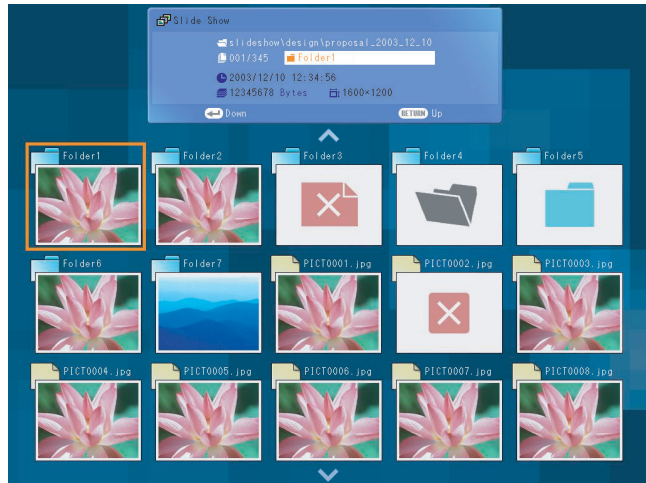 Slide Show
slideshow\design\proposal_2003_12_10
001/345 Folder1
2003/12/10 12:34:56
12345678 Bytes 1600×1200
Down RETURN Up
Folder1 Folder2 Folder3 Folder4 Folder5
Folder6 Folder7 PICT0001.jpg PICT0002.jpg PICT0003.jpg
PICT0004.jpg PICT0005.jpg PICT0006.jpg PICT0007.jpg PICT0008.jpg